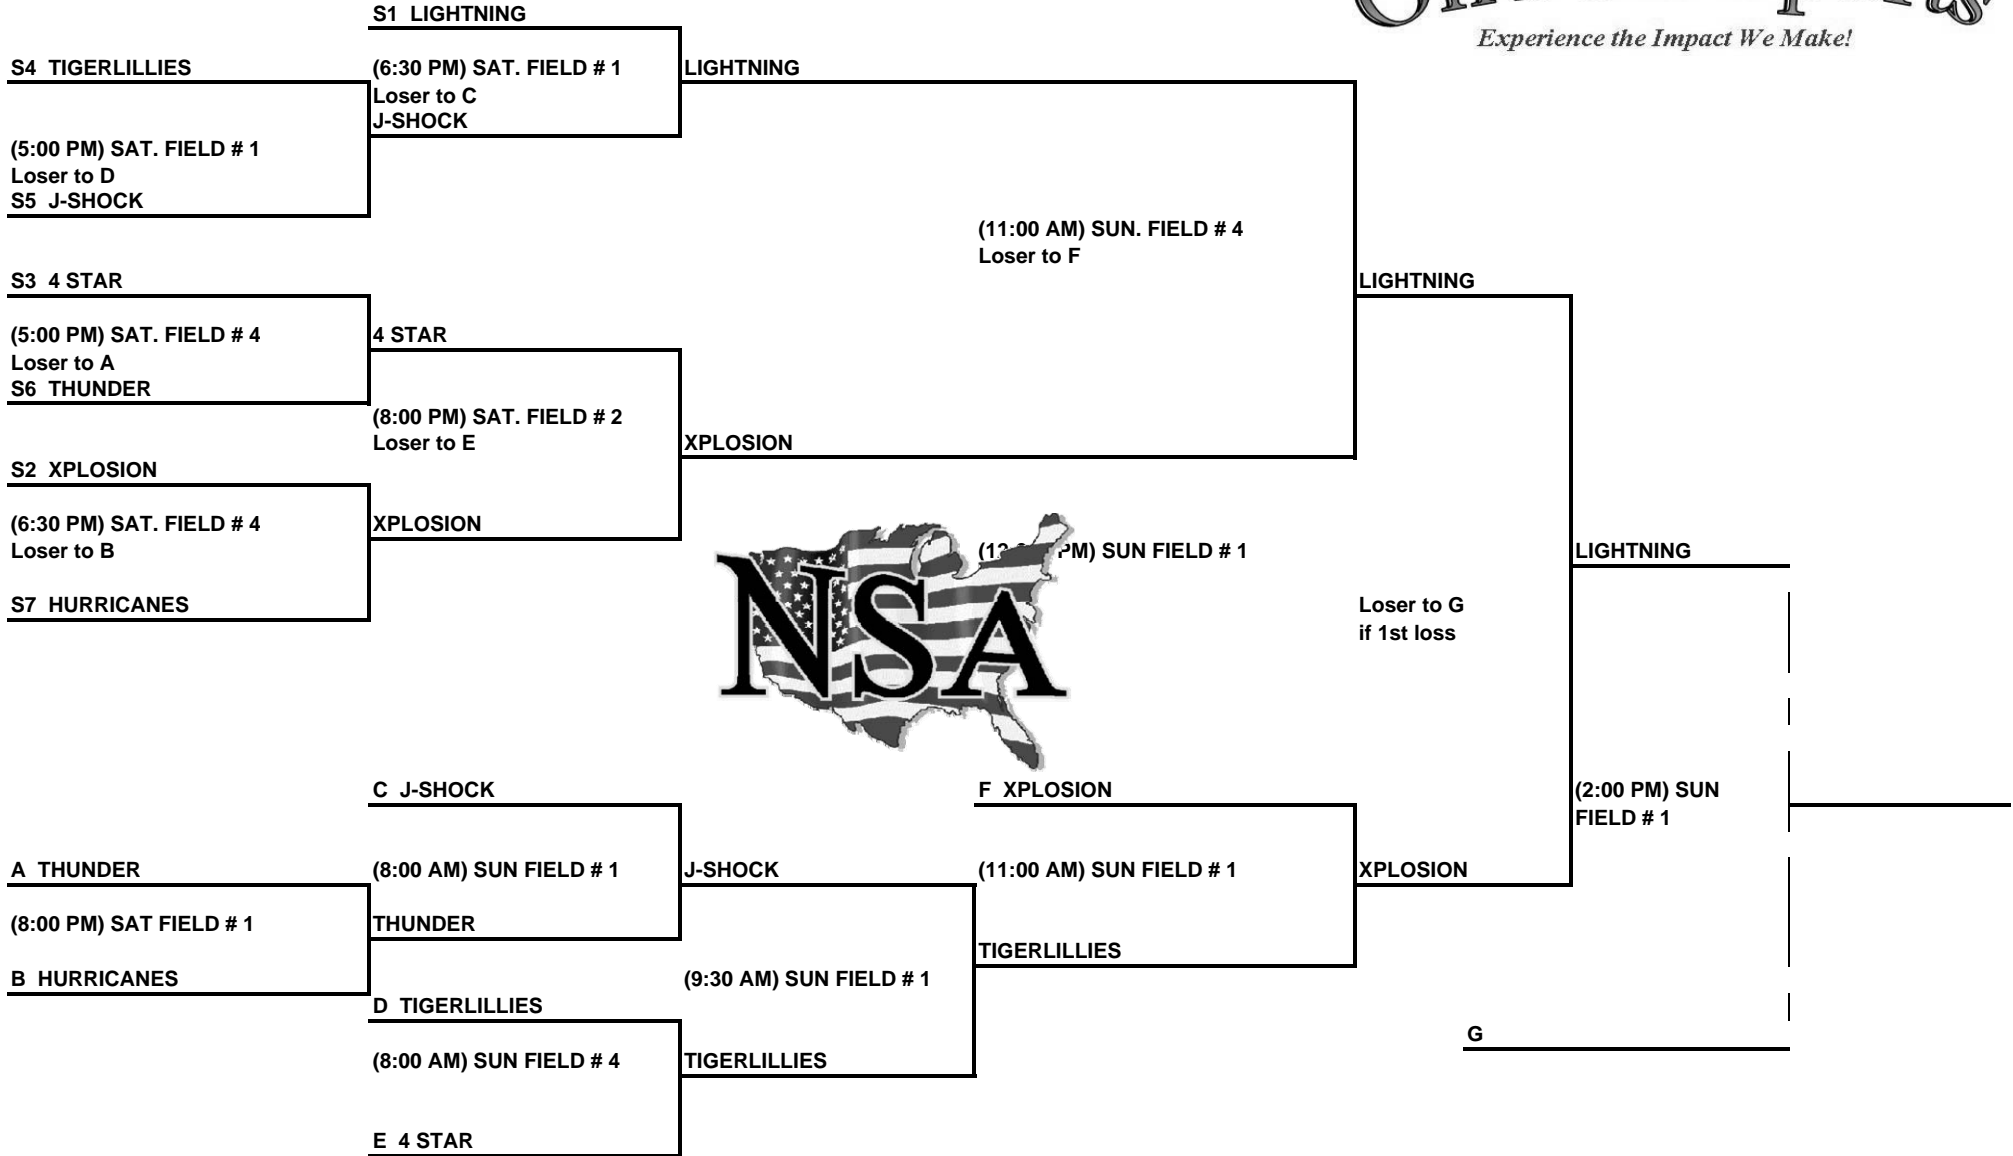 S1 LIGHTNING
Experience the Impact We Make!
S4 TIGERLILLIES
(6:30 PM) SAT. FIELD # 1
LIGHTNING
Loser to C
J-SHOCK
(5:00 PM) SAT. FIELD # 1
Loser to D
S5 J-SHOCK
(11:00 AM) SUN. FIELD # 4
Loser to F
S3 4 STAR
LIGHTNING
(5:00 PM) SAT. FIELD # 4
4 STAR
Loser to A
S6 THUNDER
(8:00 PM) SAT. FIELD # 2
Loser to E
XPLOSION
S2 XPLOSION
(6:30 PM) SAT. FIELD # 4
XPLOSION
Loser to B
PM) SUN FIELD # 1
LIGHTNING
S7 HURRICANES
NSA
Loser to G
if 1st loss
C J-SHOCK
F XPLOSION
(2:00 PM) SUN
FIELD # 1
A THUNDER
(8:00 AM) SUN FIELD # 1
J-SHOCK
(11:00 AM) SUN FIELD # 1
XPLOSION
(8:00 PM) SAT FIELD # 1
THUNDER
TIGERLILLIES
B HURRICANES
(9:30 AM) SUN FIELD # 1
D TIGERLILLIES
G
(8:00 AM) SUN FIELD # 4
TIGERLILLIES
E 4 STAR